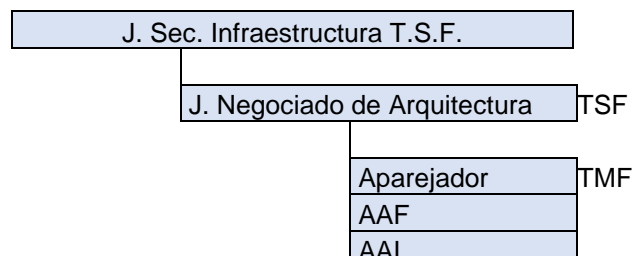 J. Sec. Infraestructura T.S.F.
J. Negociado de Arquitectura TSF
Aparejador TMF
AAF
AAL